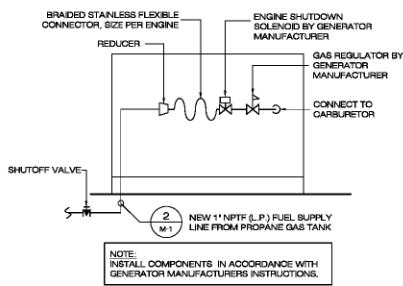 BRAIDED STAINLESS FLEXIBLE
CONNECTOR, SIZE PER ENGINE
REDUCER
ENGINE SHUTDOWN
SOLENOID BY GENERATOR
MANUFACTURER
GAS REGULATOR BY
GENERATOR
MANUFACTURER
CONNECT TO
CARBURETOR
SHUTOFF VALVE
2
M-1
NEW 1" NPTF (L.P.) FUEL SUPPLY
LINE FROM PROPANE GAS TANK
NOTE:
INSTALL COMPONENTS IN ACCORDANCE WITH
GENERATOR MANUFACTURERS INSTRUCTIONS.